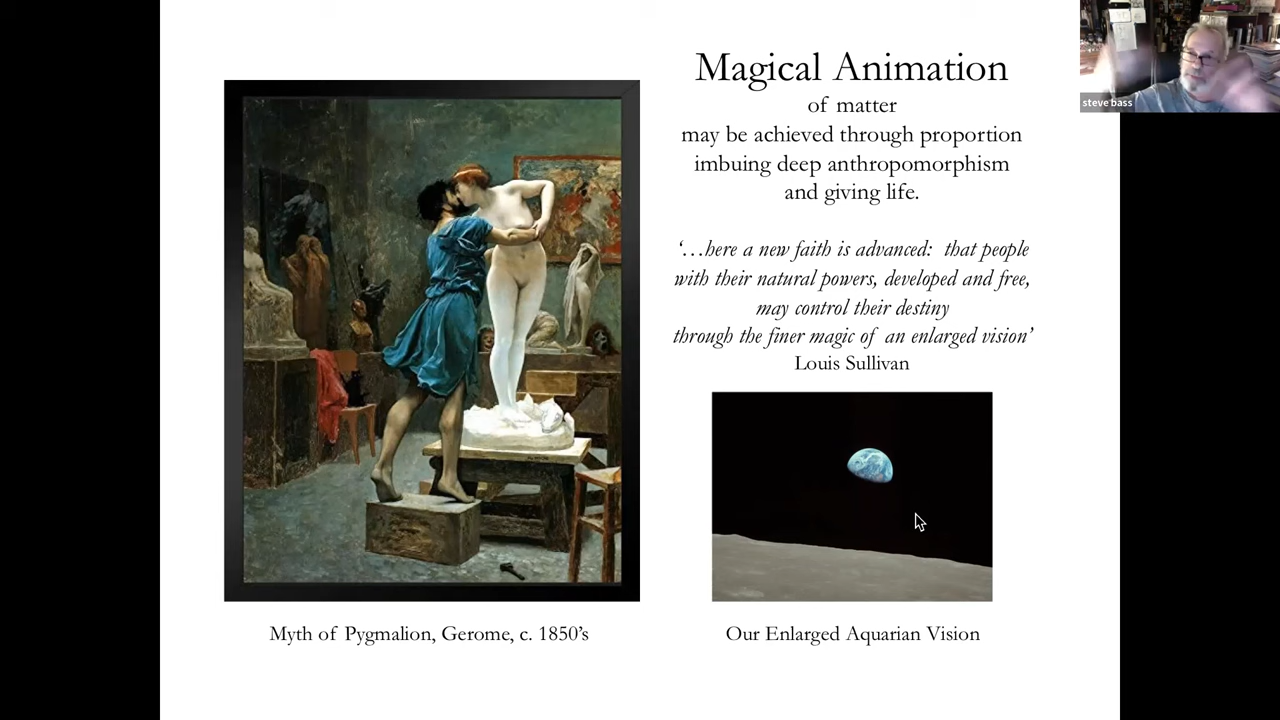 Magical Animation
of matter
may be achieved through proportion
imbuing deep anthropomorphism
and giving life.
‘…here a new faith is advanced: that people
with their natural powers, developed and free,
may control their destiny
through the finer magic of an enlarged vision’
Louis Sullivan
Myth of Pygmalion, Gerome, c. 1850’s
Our Enlarged Aquarian Vision
steve bass